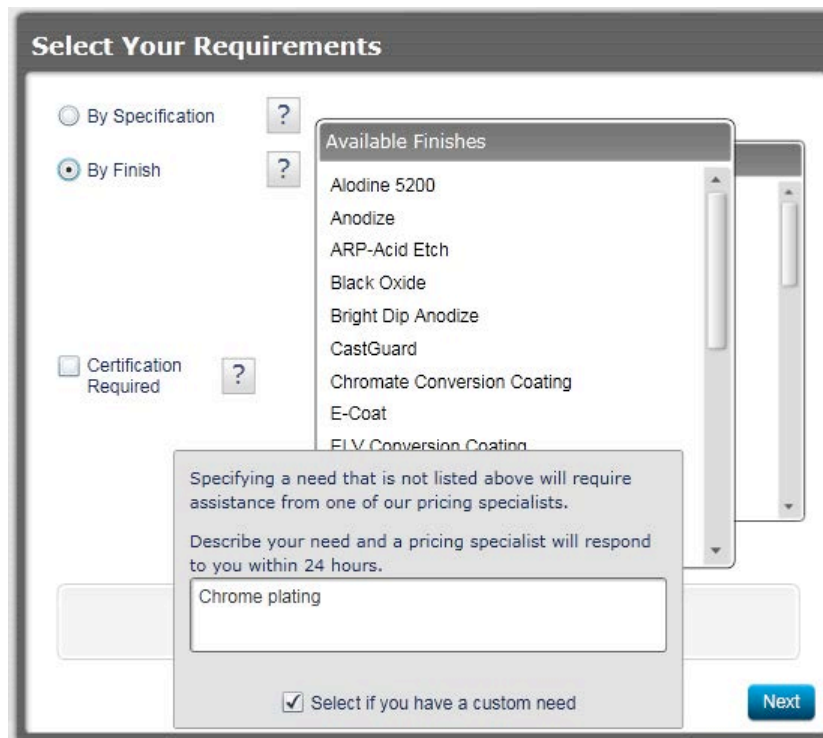 Select Your Requirements
By Specification
?
By Finish
?
Available Finishes
Alodine 5200
Anodize
ARP-Acid Etch
Black Oxide
Bright Dip Anodize
CastGuard
Chromate Conversion Coating
E-Coat
ELV Conversion Coating
Certification
Required
?
Specifying a need that is not listed above will require
assistance from one of our pricing specialists.
Describe your need and a pricing specialist will respond
to you within 24 hours.
Chrome plating
Select if you have a custom need
Next